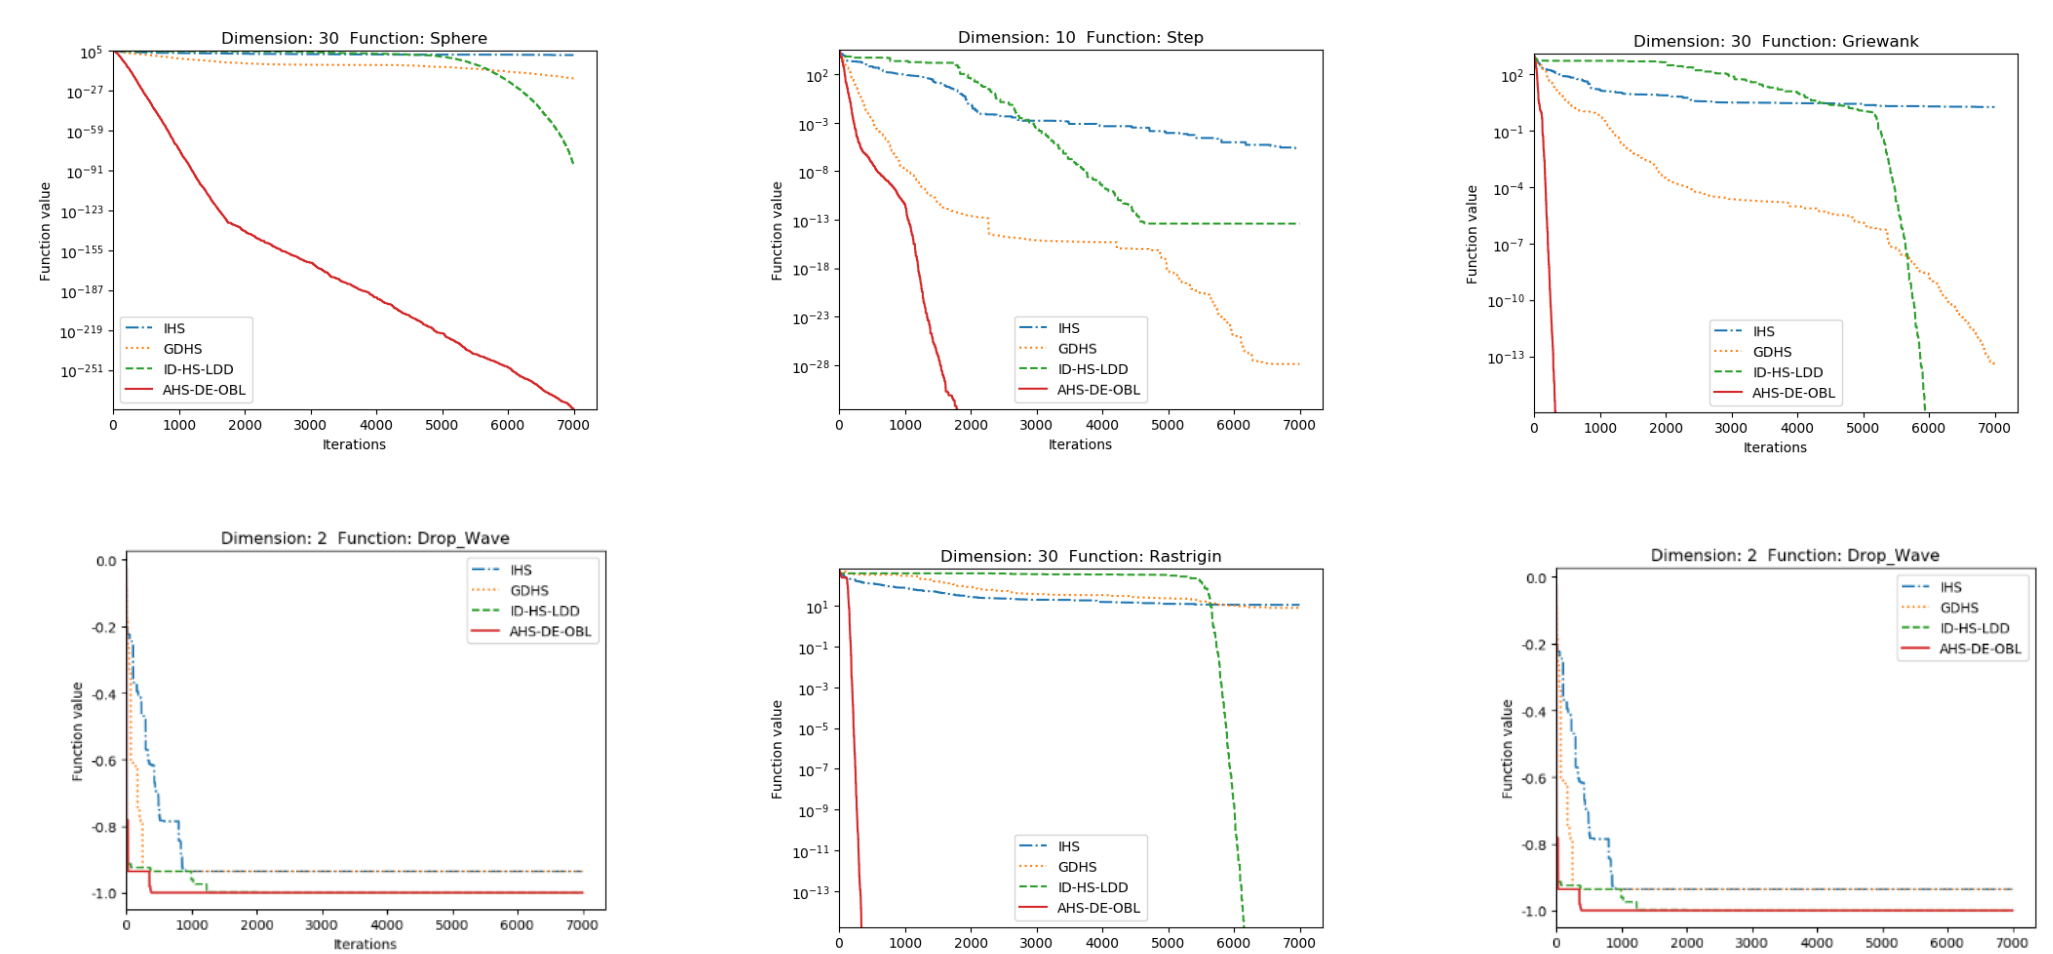 Dimension: 30 Function: Sphere
10^5
10^-27
10^-59
10^-91
10^-123
10^-155
10^-187
10^-219
10^-251
Function value
IHS
GDHS
ID-HS-LDD
AHS-DE-OBL
0 1000 2000 3000 4000 5000 6000 7000
Iterations
Dimension: 10 Function: Step
10^2
10^-3
10^-8
10^-13
10^-18
10^-23
10^-28
Function value
IHS
GDHS
ID-HS-LDD
AHS-DE-OBL
0 1000 2000 3000 4000 5000 6000 7000
Iterations
Dimension: 30 Function: Griewank
10^2
10^-1
10^-4
10^-7
10^-10
10^-13
Function value
IHS
GDHS
ID-HS-LDD
AHS-DE-OBL
0 1000 2000 3000 4000 5000 6000 7000
Iterations
Dimension: 2 Function: Drop_Wave
0.0
-0.2
-0.4
-0.6
-0.8
-1.0
Function value
IHS
GDHS
ID-HS-LDD
AHS-DE-OBL
0 1000 2000 3000 4000 5000 6000 7000
Iterations
Dimension: 30 Function: Rastrigin
10^1
10^-1
10^-3
10^-5
10^-7
10^-9
10^-11
10^-13
Function value
IHS
GDHS
ID-HS-LDD
AHS-DE-OBL
0 1000 2000 3000 4000 5000 6000 7000
Dimension: 2 Function: Drop_Wave
0.0
-0.2
-0.4
-0.6
-0.8
-1.0
Function value
IHS
GDHS
ID-HS-LDD
AHS-DE-OBL
0 1000 2000 3000 4000 5000 6000 7000